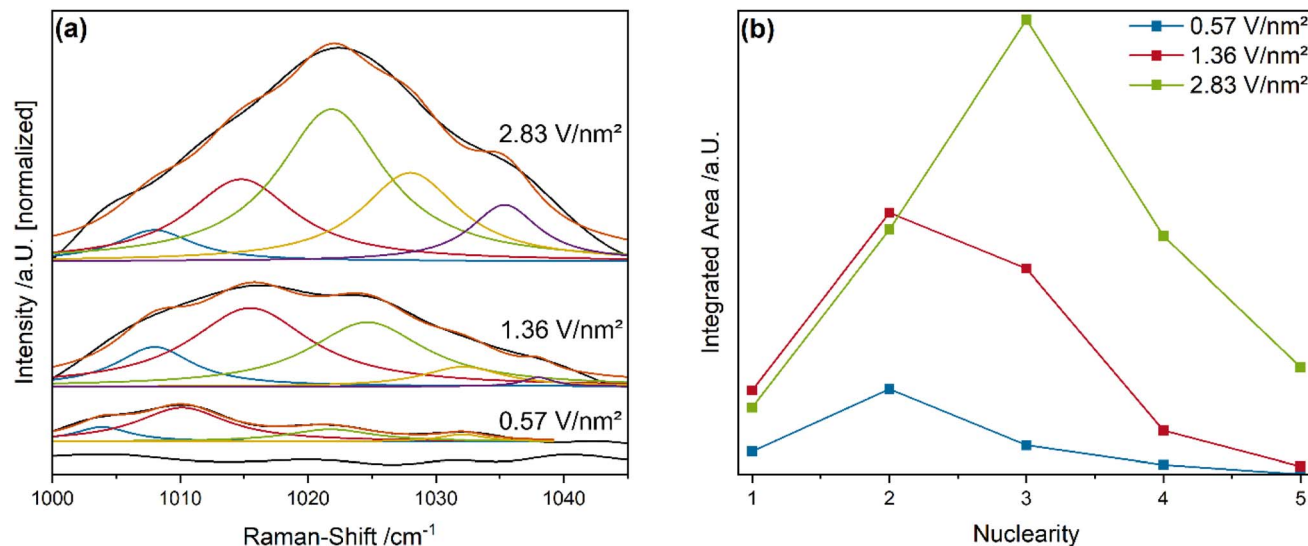 (a)
2.83 V/nm²
1.36 V/nm²
0.57 V/nm²
Intensity /a.U. [normalized]
1000
1010
1020
1030
1040
Raman-Shift /cm⁻¹
(b)
0.57 V/nm²
1.36 V/nm²
2.83 V/nm²
Integrated Area /a.U.
1
2
3
4
5
Nuclearity